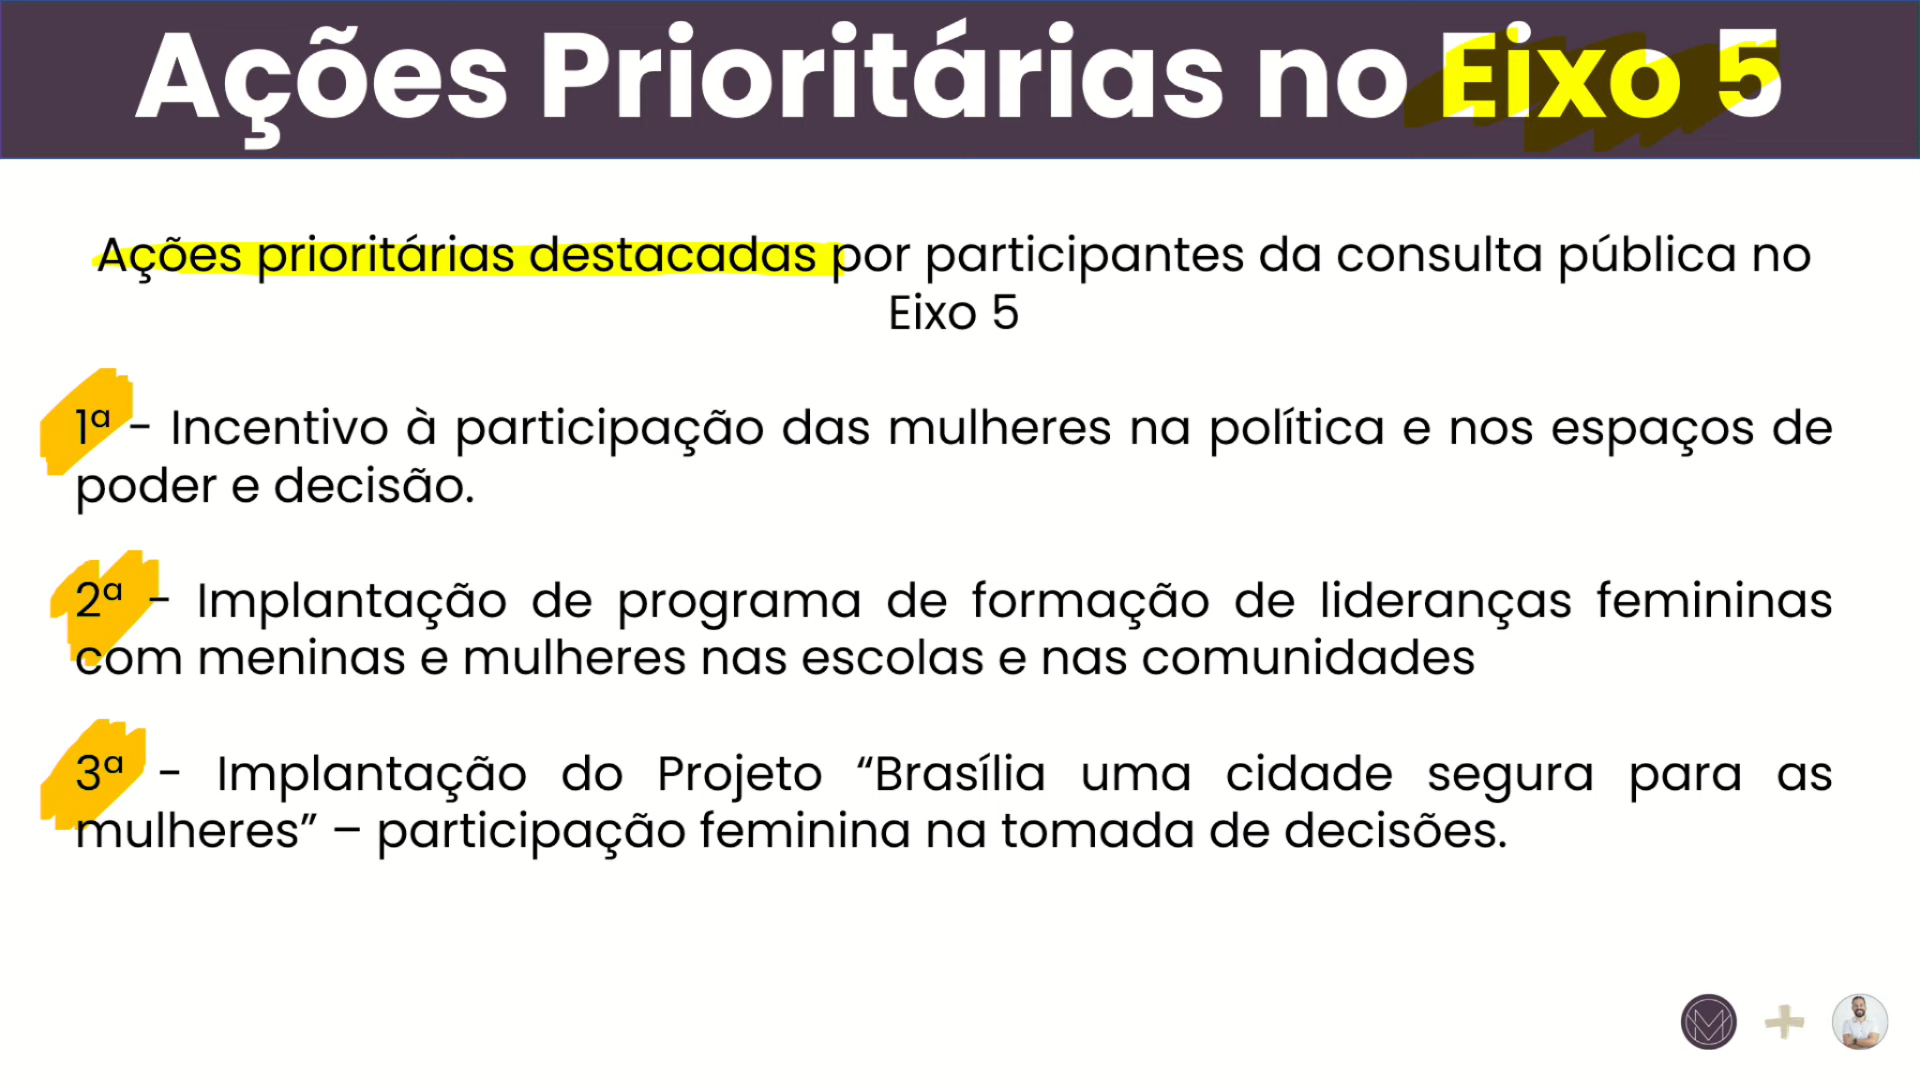 Ações Prioritárias no Eixo 5
Ações prioritárias destacadas por participantes da consulta pública no
Eixo 5
1ª - Incentivo à participação das mulheres na política e nos espaços de
poder e decisão.
2ª - Implantação de programa de formação de lideranças femininas
com meninas e mulheres nas escolas e nas comunidades
3ª - Implantação do Projeto “Brasília uma cidade segura para as
mulheres” – participação feminina na tomada de decisões.